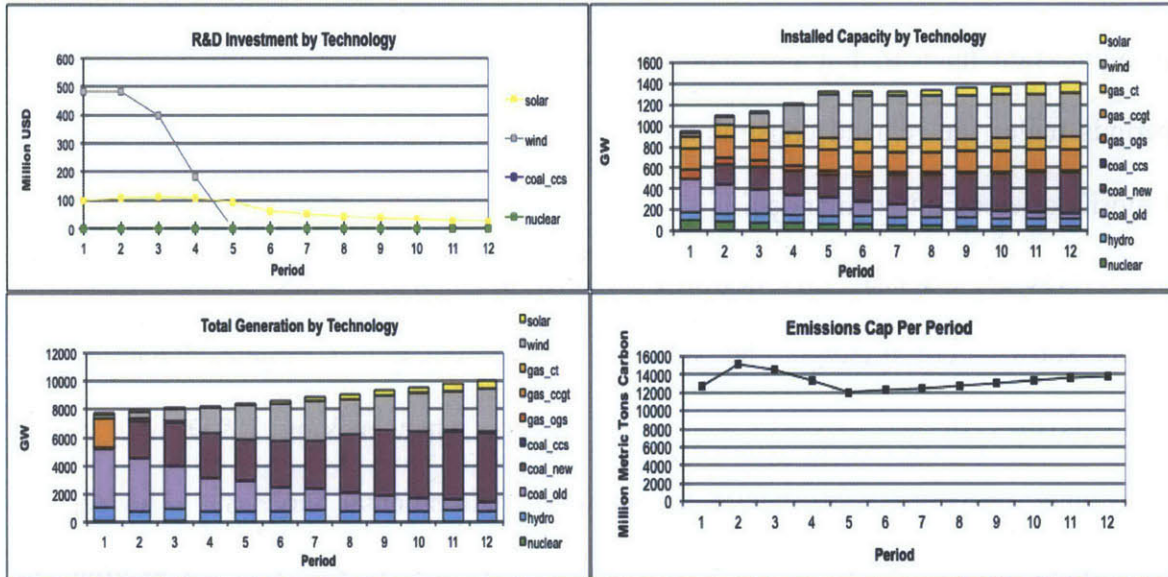 R&D Investment by Technology
Million USD
600
500
400
300
200
100
0
1 2 3 4 5 6 7 8 9 10 11 12
Period
solar
wind
coal_ccs
nuclear
Installed Capacity by Technology
GW
1600
1400
1200
1000
800
600
400
200
0
1 2 3 4 5 6 7 8 9 10 11 12
Period
solar
wind
gas_ct
gas_ccgt
gas_ogs
coal_ccs
coal_new
coal_old
hydro
nuclear
Total Generation by Technology
GW
12000
10000
8000
6000
4000
2000
0
1 2 3 4 5 6 7 8 9 10 11 12
Period
solar
wind
gas_ct
gas_ccgt
gas_ogs
coal_ccs
coal_new
coal_old
hydro
nuclear
Emissions Cap Per Period
Million Metric Tons Carbon
16000
14000
12000
10000
8000
6000
4000
2000
0
1 2 3 4 5 6 7 8 9 10 11 12
Period